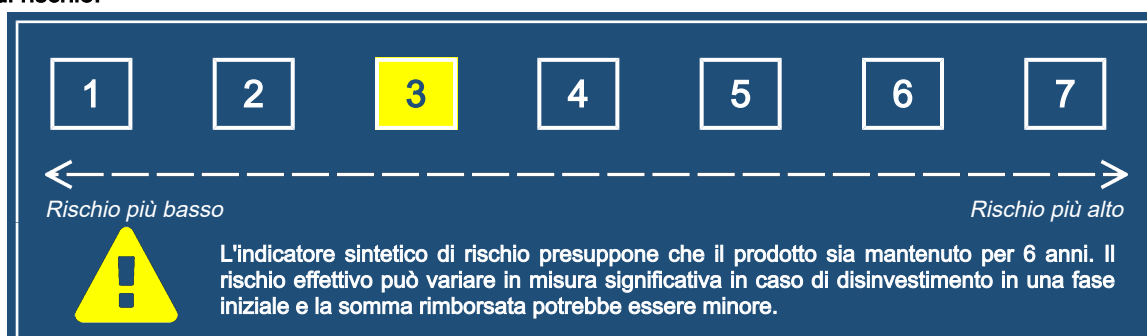 di rischio.
1 2 3 4 5 6 7
Rischio più basso Rischio più alto
L'indicatore sintetico di rischio presuppone che il prodotto sia mantenuto per 6 anni. Il
rischio effettivo può variare in misura significativa in caso di disinvestimento in una fase
iniziale e la somma rimborsata potrebbe essere minore.